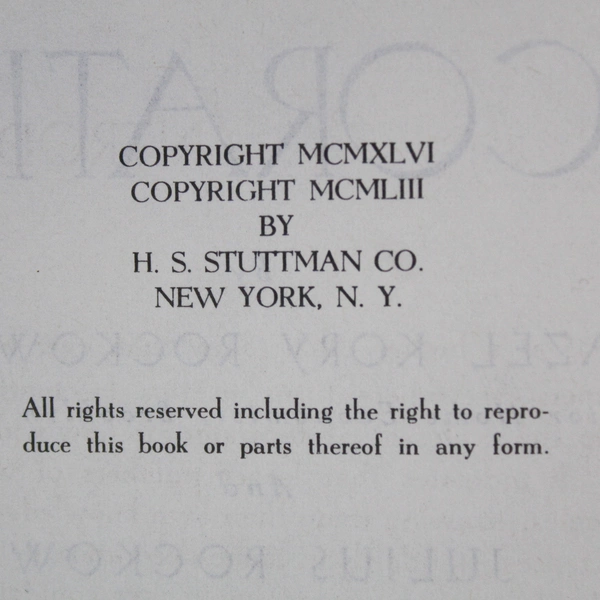 COPYRIGHT MCMXLVI
COPYRIGHT MCMLIII
BY
H. S. STUTTMAN CO.
NEW YORK, N. Y.
All rights reserved including the right to repro-
duce this book or parts thereof in any form.